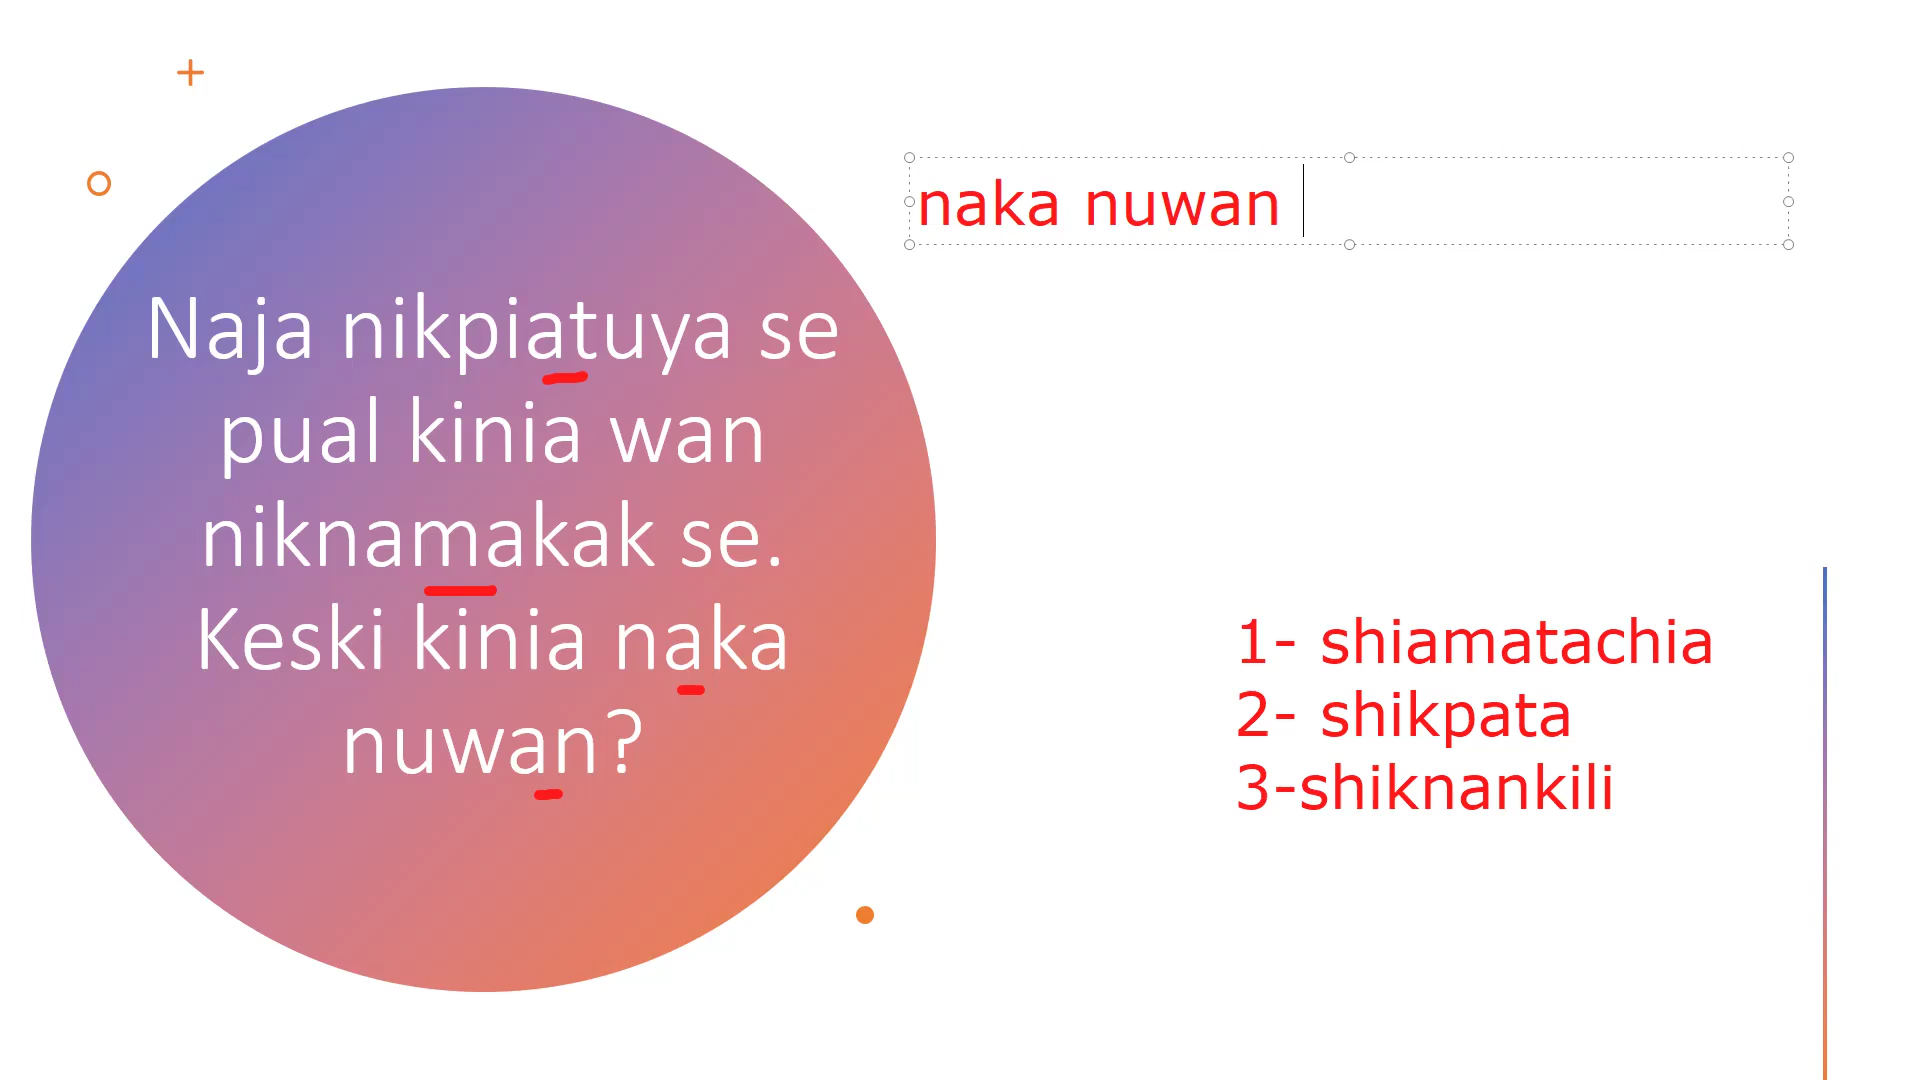 Naja nikpiatuya se
pual kinia wan
niknamakak se.
Keski kinia naka
nuwan?
naka nuwan
1- shiamatachia
2- shikpata
3-shiknankili